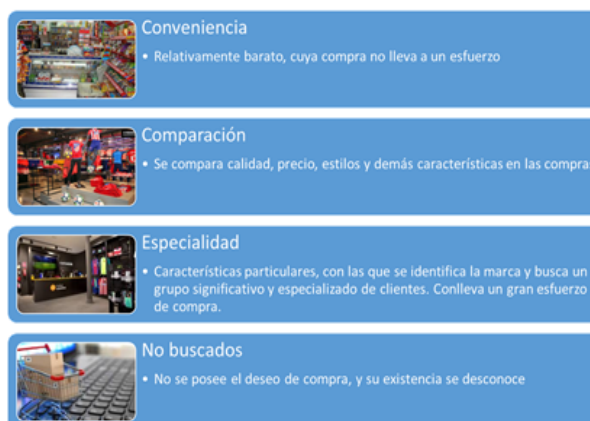 Conveniencia
• Relativamente barato, cuya compra no lleva a un esfuerzo
Comparación
• Se compara calidad, precio, estilos y demás características en las compra
Especialidad
• Características particulares, con las que se identifica la marca y busca un
grupo significativo y especializado de clientes. Conlleva un gran esfuerzo
de compra.
No buscados
• No se posee el deseo de compra, y su existencia se desconoce